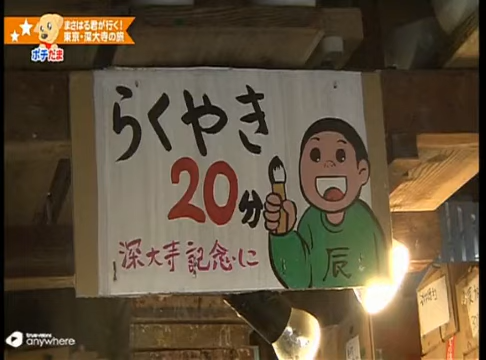 まさはる君が行く!
東京・深大寺の旅
ポチたま
らくやき
20分
深大寺記念に
辰
truevisions
anywhere